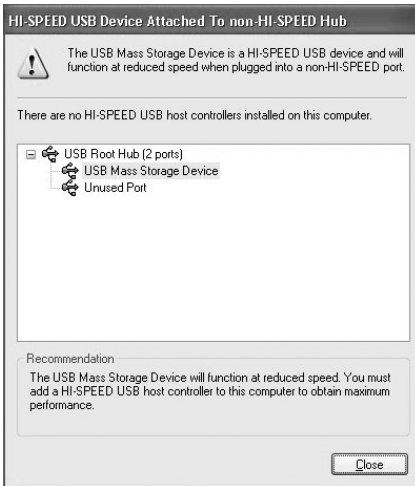 HI-SPEED USB Device Attached To non-HI-SPEED Hub
The USB Mass Storage Device is a HI-SPEED USB device and will
function at reduced speed when plugged into a non-HI-SPEED port.
There are no HI-SPEED USB host controllers installed on this computer.
USB Root Hub (2 ports)
USB Mass Storage Device
Unused Port
Recommendation
The USB Mass Storage Device will function at reduced speed. You must
add a HI-SPEED USB host controller to this computer to obtain maximum
performance.
Close